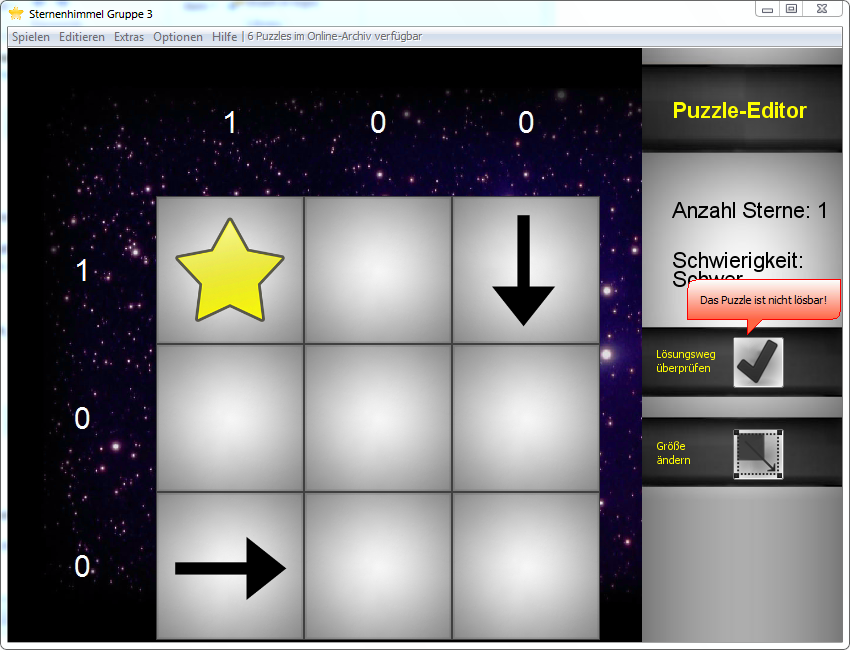 Sternenhimmel Gruppe 3
Spielen Editieren Extras Optionen Hilfe | 6 Puzzles im Online-Archiv verfügbar
1 0 0
1
0
0
Puzzle-Editor
Anzahl Sterne: 1
Schwierigkeit:
Schwer
Das Puzzle ist nicht lösbar!
Lösungsweg
überprüfen
Größe
ändern